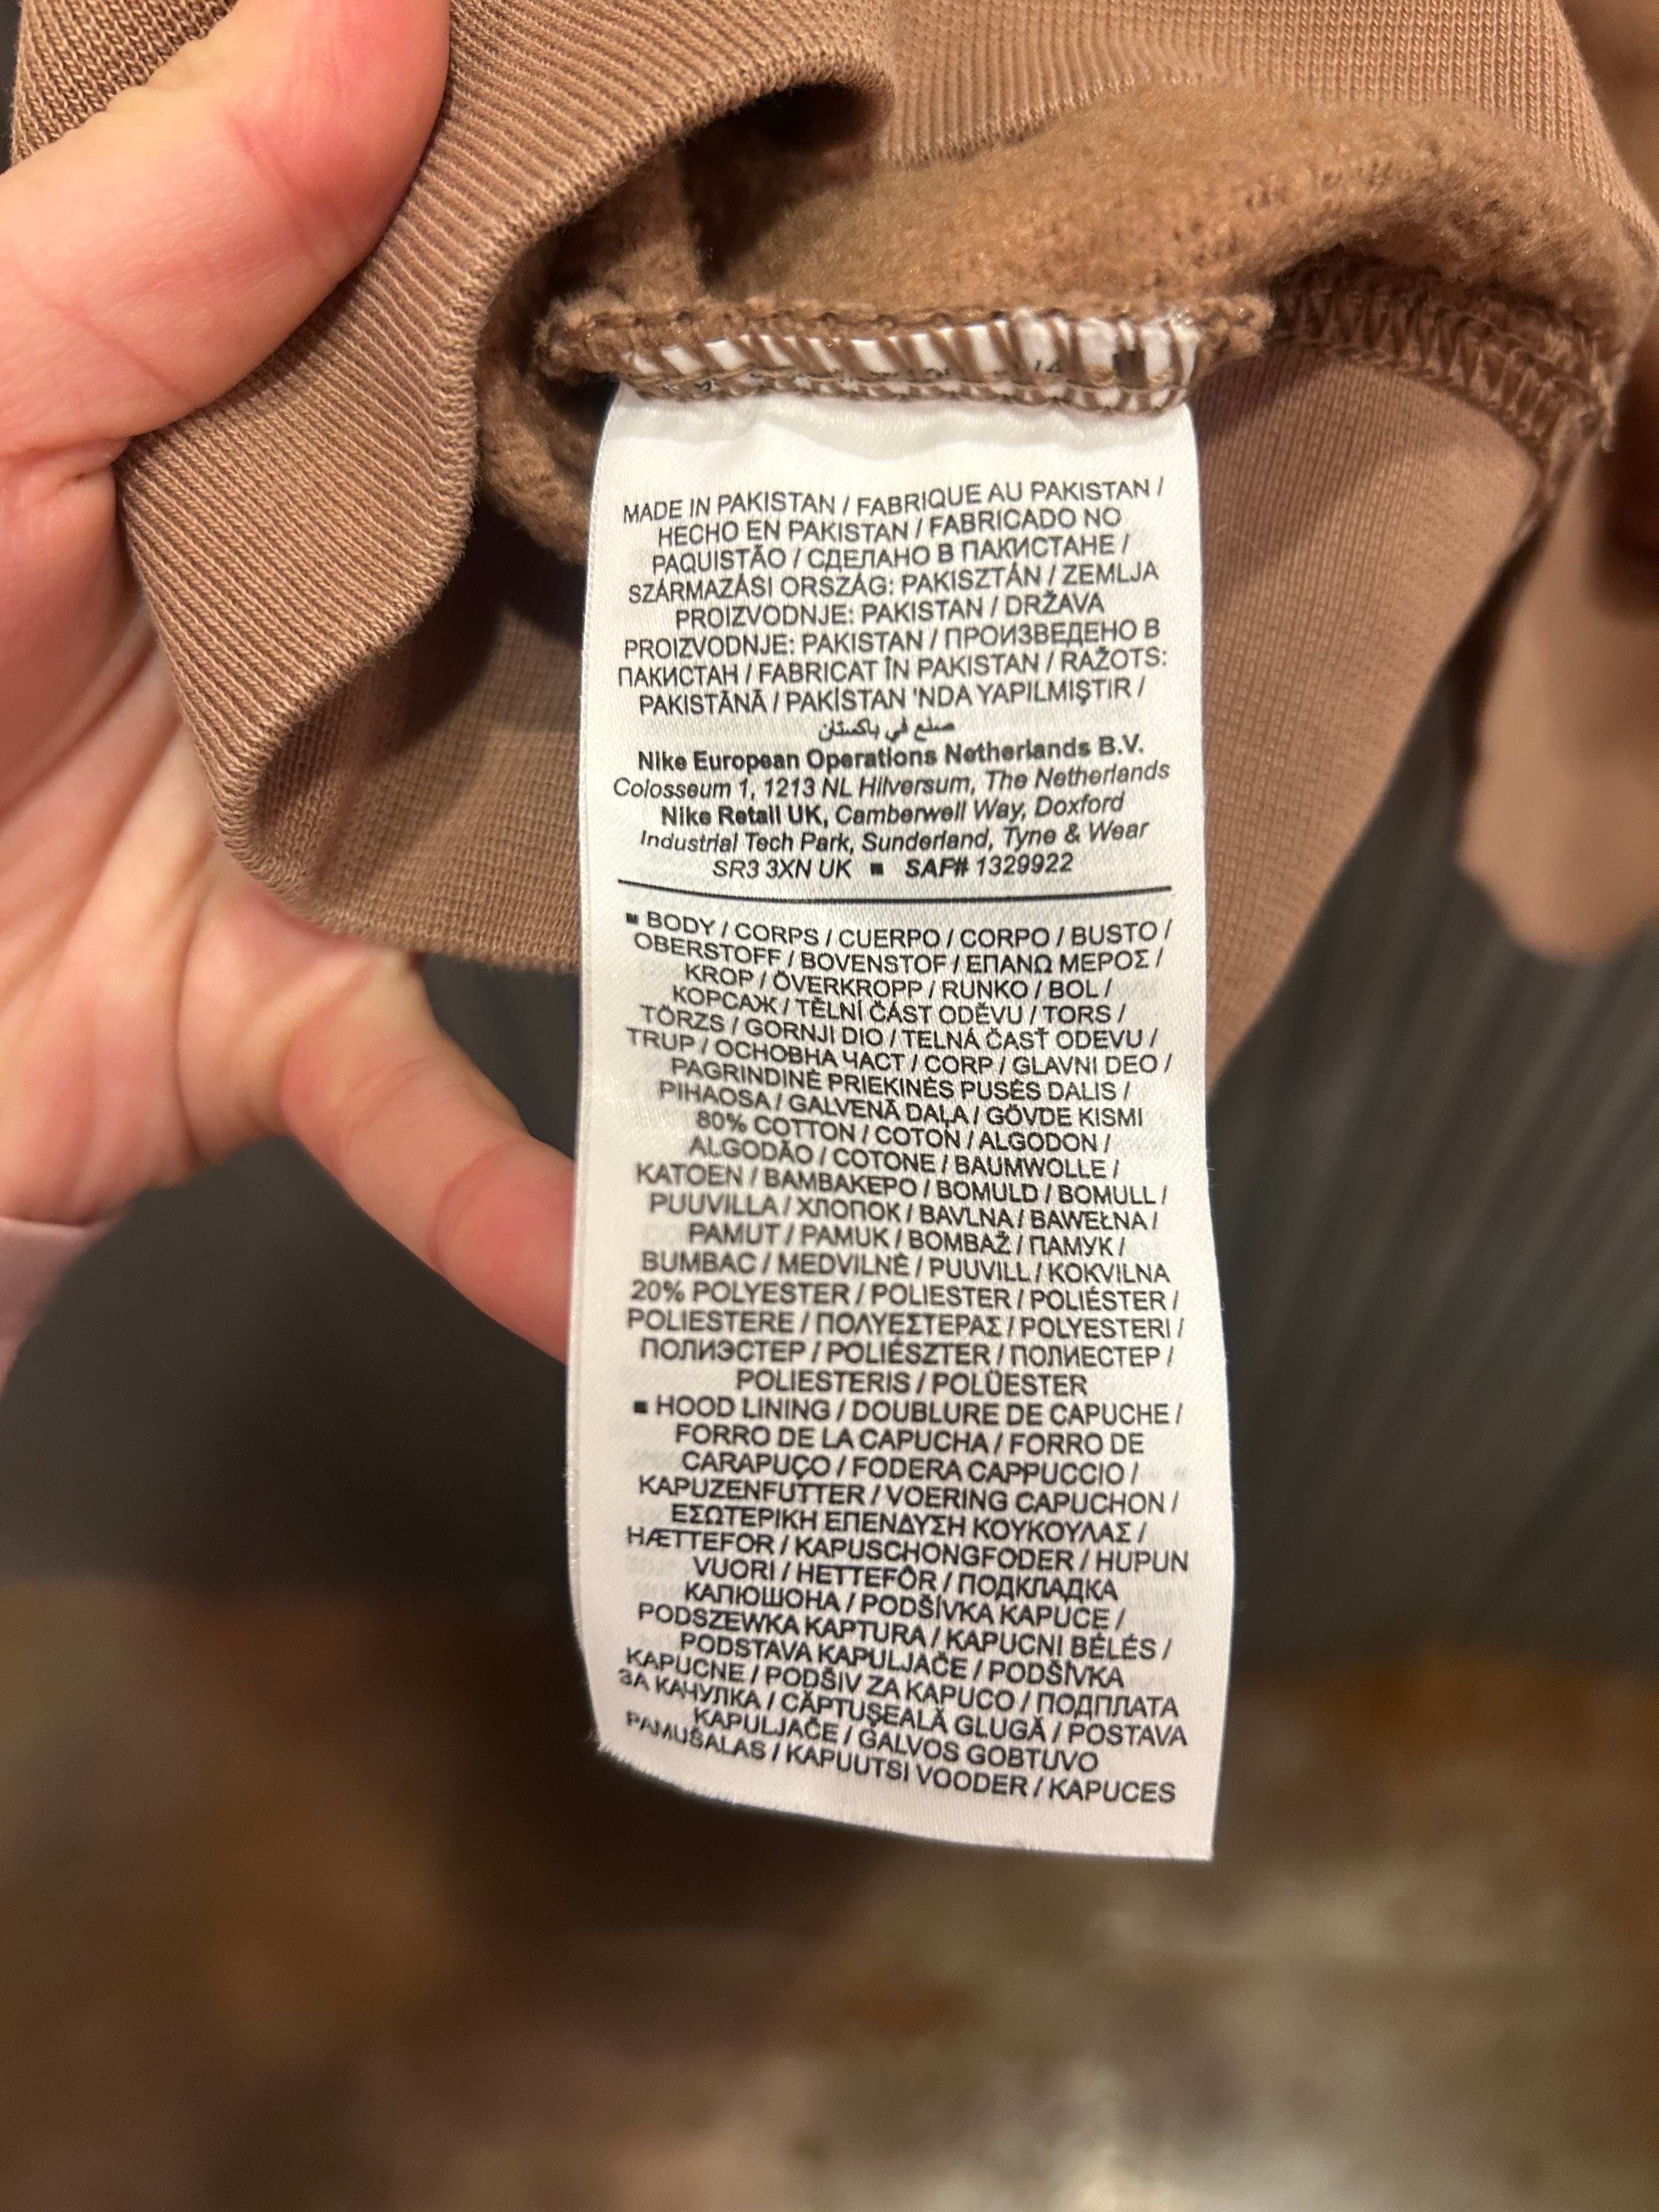 MADE IN PAKISTAN / FABRIQUE AU PAKISTAN /
HECHO EN PAKISTAN / FABRICADO NO
PAQUISTÃO / СДЕЛАНО В ПАКИСТАНЕ /
SZÁRMAZÁSI ORSZÁG: PAKISZTÁN / ZEMLJA
PROIZVODNJE: PAKISTAN / DRŽAVA
PROIZVODNJE: PAKISTAN / ПРОИЗВЕДЕНО В
ПАКИСТАН / FABRICAT ÎN PAKISTAN / RAŽOTS:
PAKISTĀNĀ / PAKİSTAN 'NDA YAPILMIŞTIR /
صنع في باكستان
Nike European Operations Netherlands B.V.
Colosseum 1, 1213 NL Hilversum, The Netherlands
Nike Retail UK, Camberwell Way, Doxford
Industrial Tech Park, Sunderland, Tyne & Wear
SR3 3XN UK ■ SAP# 1329922
■ BODY / CORPS / CUERPO / CORPO / BUSTO /
OBERSTOFF / BOVENSTOF / ΕΠΑΝΩ ΜΕΡΟΣ /
KROP / ÖVERKROPP / RUNKO / BOL /
КОРСАЖ / TĚLNÍ ČÁST ODĚVU / TORS /
TÖRZS / GORNJI DIO / TELNÁ ČASŤ ODEVU /
TRUP / ОСНОВНА ЧАСТ / CORP / GLAVNI DEO /
PAGRINDINĖ PRIEKINĖS PUSĖS DALIS /
PIHAOSA / GALVENĀ DAĻA / GÖVDE KISMI
80% COTTON / COTON / ALGODON /
ALGODÃO / COTONE / BAUMWOLLE /
KATOEN / ΒΑΜΒΑΚΕΡΟ / BOMULD / BOMULL /
PUUVILLA / ХЛОПОК / BAVLNA / BAWEŁNA /
PAMUT / PAMUK / BOMBAŽ / ПАМУК /
BUMBAC / MEDVILNĖ / PUUVILL / KOKVILNA
20% POLYESTER / POLIESTER / POLIÉSTER /
POLIESTERE / ΠΟΛΥΕΣΤΕΡΑΣ / POLYESTERI /
ПОЛИЭСТЕР / POLIÉSZTER / ПОЛИЕСТЕР /
POLIESTERIS / POLÜESTER
■ HOOD LINING / DOUBLURE DE CAPUCHE /
FORRO DE LA CAPUCHA / FORRO DE
CARAPUÇO / FODERA CAPPUCCIO /
KAPUZENFUTTER / VOERING CAPUCHON /
ΕΣΩΤΕΡΙΚΗ ΕΠΕΝΔΥΣΗ ΚΟΥΚΟΥΛΑΣ /
HÆTTEFOR / KAPUSCHONGFODER / HUPUN
VUORI / HETTEFÔR / ПОДКЛАДКА
КАПЮШОНА / PODŠÍVKA KAPUCE /
PODSZEWKA KAPTURA / KAPUCNI BÉLÉS /
PODSTAVA KAPULJAČE / PODŠÍVKA
KAPUCNE / PODŠIV ZA KAPUCO / ПОДПЛАТА
ЗА КАЧУЛКА / CĂPTUŞEALĂ GLUGĂ / POSTAVA
KAPULJAČE / GALVOS GOBTUVO
PAMUŠALAS / KAPUUTSI VOODER / KAPUCES